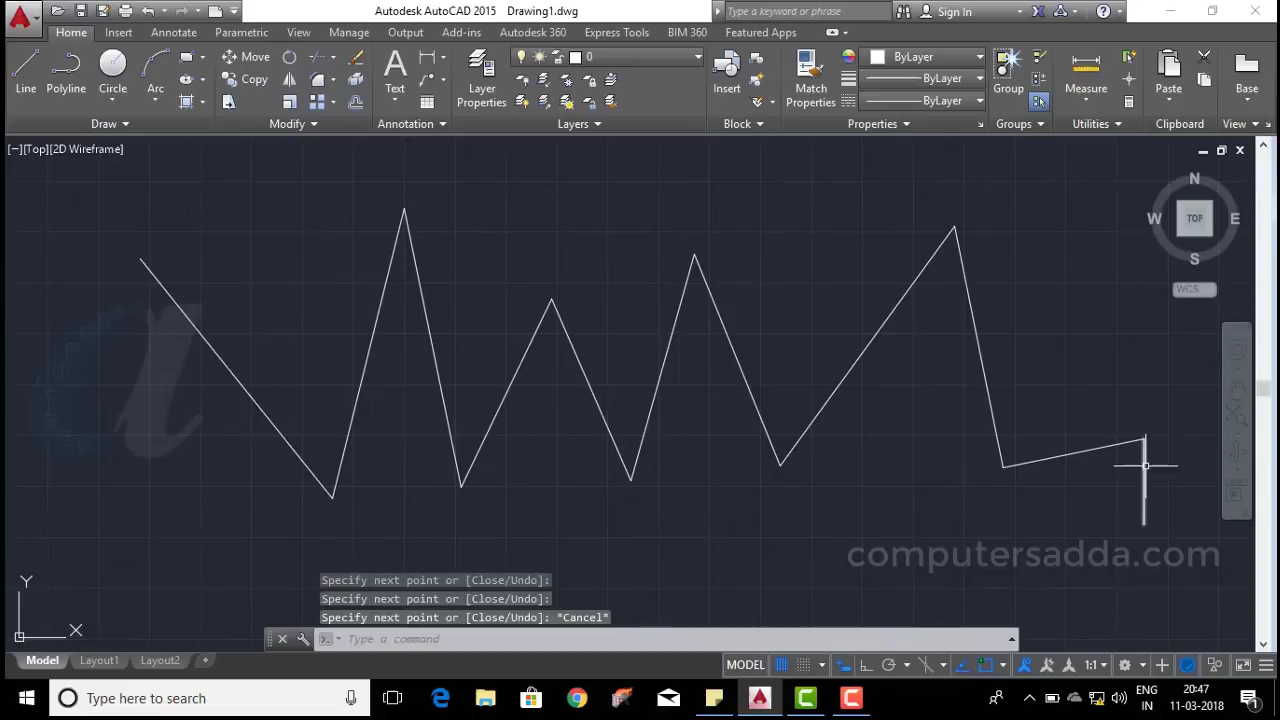 Autodesk AutoCAD 2015 Drawing1.dwg
Type a keyword or phrase
Sign In
Home Insert Annotate Parametric View Manage Output Add-ins Autodesk 360 Express Tools BIM 360 Featured Apps
Line Polyline Circle Arc
Move
Copy
Text
Layer
Properties
0
Insert
Match
Properties
ByLayer
ByLayer
ByLayer
Group
Measure
Paste
Base
Draw Modify Annotation Layers Block Properties Groups Utilities Clipboard View
[−][Top][2D Wireframe]
N
W TOP E
S
WCS
computersadda.com
Y
X
Specify next point or [Close/Undo]:
Specify next point or [Close/Undo]:
Specify next point or [Close/Undo]: *Cancel*
Type a command
Model Layout1 Layout2 +
MODEL 1:1
Type here to search
ENG
IN
20:47
11-03-2018
1